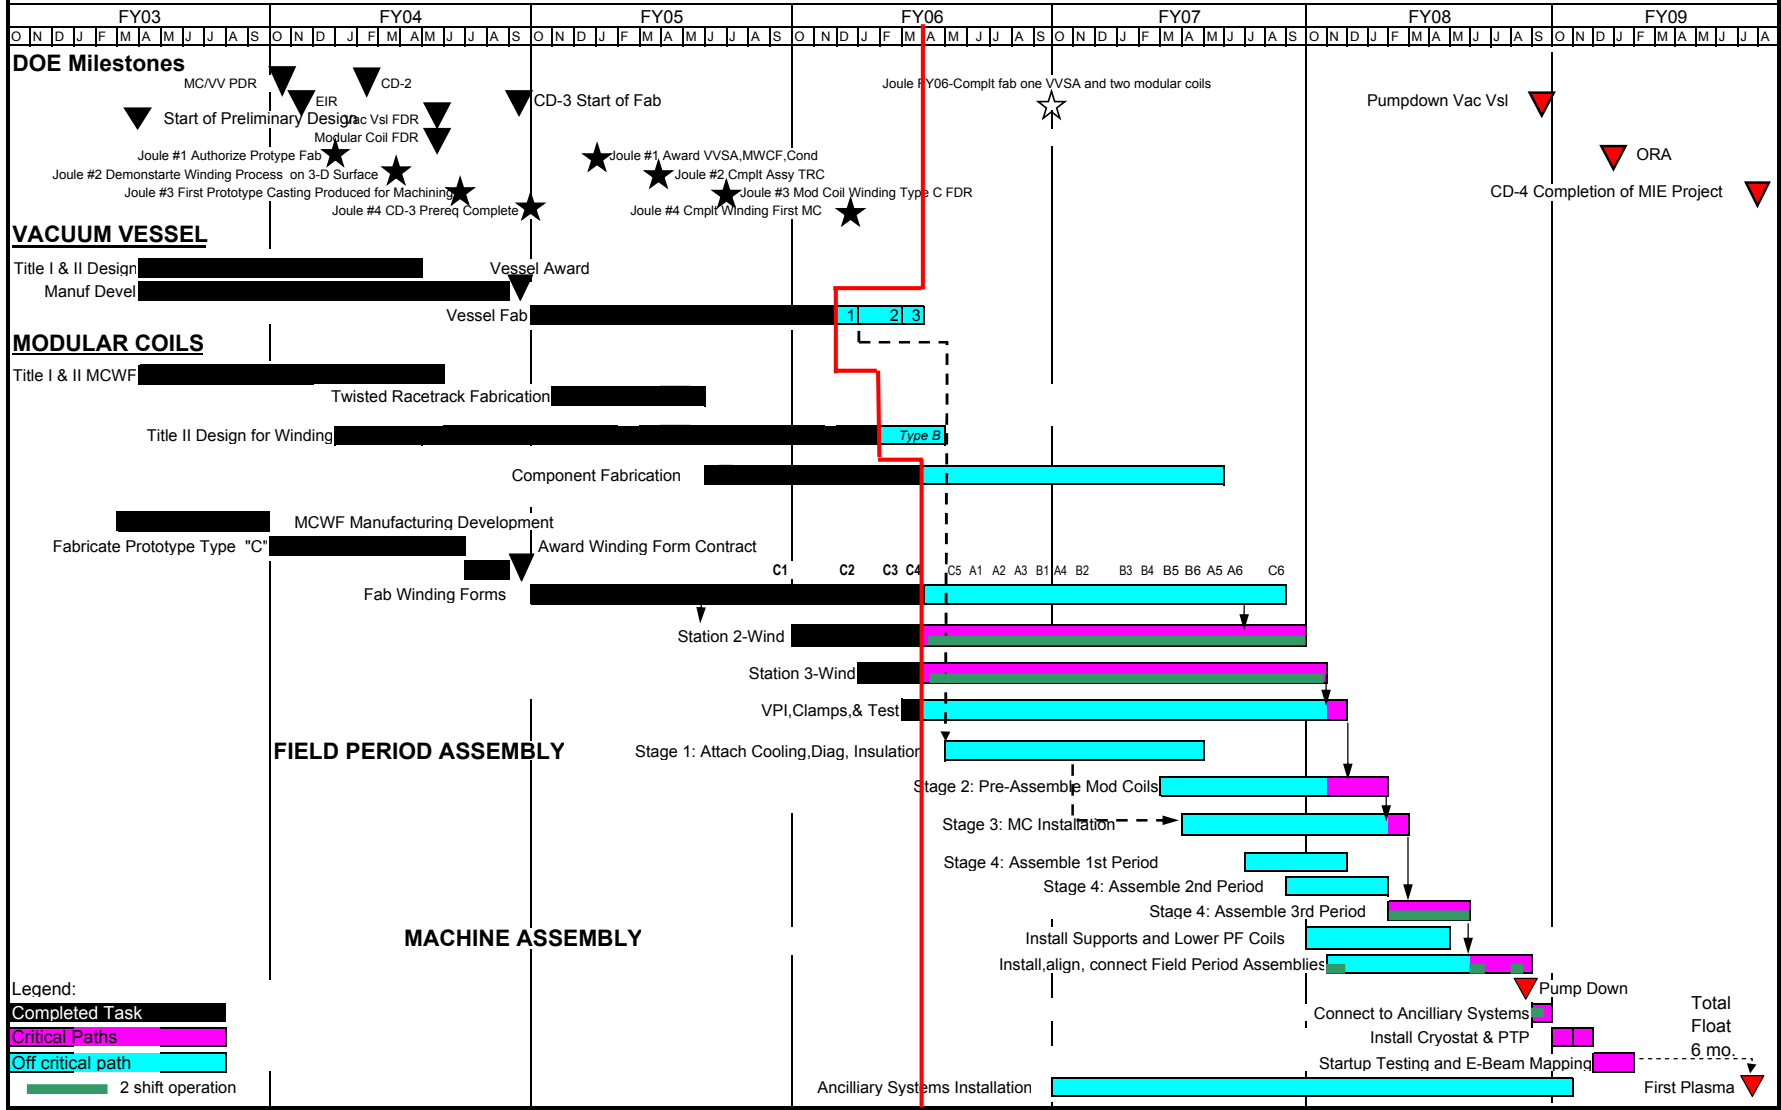 FY03 FY04 FY05 FY06 FY07 FY08 FY09
O N D J F M A M J J A S O N D J F M A M J J A S O N D J F M A M J J A S O N D J F M A M J J A S O N D J F M A M J J A S O N D J F M A M J J A S O N D J F M A M J J A
DOE Milestones
MC/VV PDR
CD-2
Joule FY06-Complt fab one VVSA and two modular coils
EIR
CD-3 Start of Fab
Pumpdown Vac Vsl
Start of Preliminary Design
Vac Vsl FDR
Modular Coil FDR
Joule #1 Authorize Protype Fab
Joule #1 Award VVSA,MWCF,Cond
ORA
Joule #2 Demonstarte Winding Process on 3-D Surface
Joule #2 Cmplt Assy TRC
Joule #3 First Prototype Casting Produced for Machining
Joule #3 Mod Coil Winding Type C FDR
CD-4 Completion of MIE Project
Joule #4 CD-3 Prereq Complete
Joule #4 Cmplt Winding First MC
VACUUM VESSEL
Title I & II Design
Vessel Award
Manuf Devel
Vessel Fab
1 2 3
MODULAR COILS
Title I & II MCWF
Twisted Racetrack Fabrication
Title II Design for Winding
Type B
Component Fabrication
MCWF Manufacturing Development
Fabricate Prototype Type "C"
Award Winding Form Contract
C1 C2 C3 C4 C5 A1 A2 A3 B1 A4 B2 B3 B4 B5 B6 A5 A6 C6
Fab Winding Forms
Station 2-Wind
Station 3-Wind
VPI,Clamps,& Test
FIELD PERIOD ASSEMBLY
Stage 1: Attach Cooling,Diag, Insulation
Stage 2: Pre-Assemble Mod Coils
Stage 3: MC Installation
Stage 4: Assemble 1st Period
Stage 4: Assemble 2nd Period
Stage 4: Assemble 3rd Period
MACHINE ASSEMBLY
Install Supports and Lower PF Coils
Install,align, connect Field Period Assemblies
Legend:
Pump Down
Completed Task
Connect to Ancilliary Systems
Total
Float
6 mo.
Critical Paths
Install Cryostat & PTP
Off critical path
Startup Testing and E-Beam Mapping
2 shift operation
Ancilliary Systems Installation
First Plasma